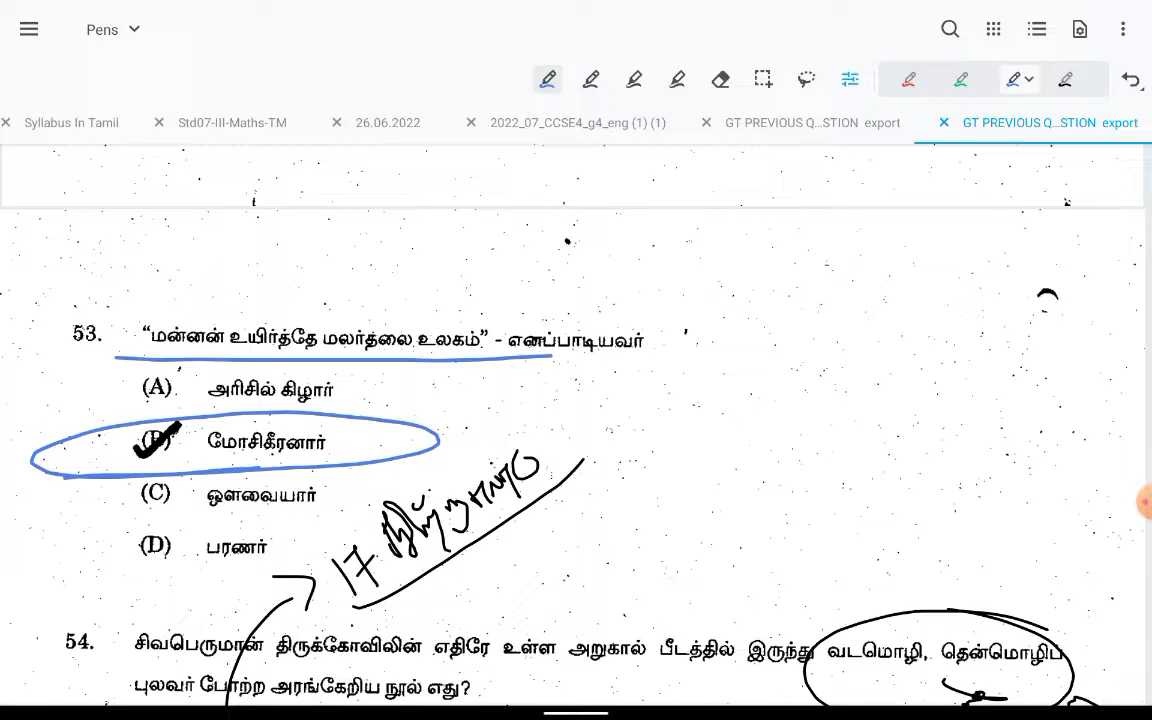 Pens
Syllabus In Tamil
Std07-III-Maths-TM
26.06.2022
2022_07_CCSE4_g4_eng (1) (1)
GT PREVIOUS Q...STION export
GT PREVIOUS Q...STION export
53. “மன்னன் உயிர்த்தே மலர்தலை உலகம்” - எனப்பாடியவர்
(A) அரிசில் கிழார்
(B) மோசிகீரனார்
(C) ஔவையார்
(D) பரணர்
17
54. சிவபெருமான் திருக்கோவிலின் எதிரே உள்ள அறுகால் பீடத்தில் இருந்து வடமொழி, தென்மொழிப்
புலவர் போற்ற அரங்கேறிய நூல் எது?